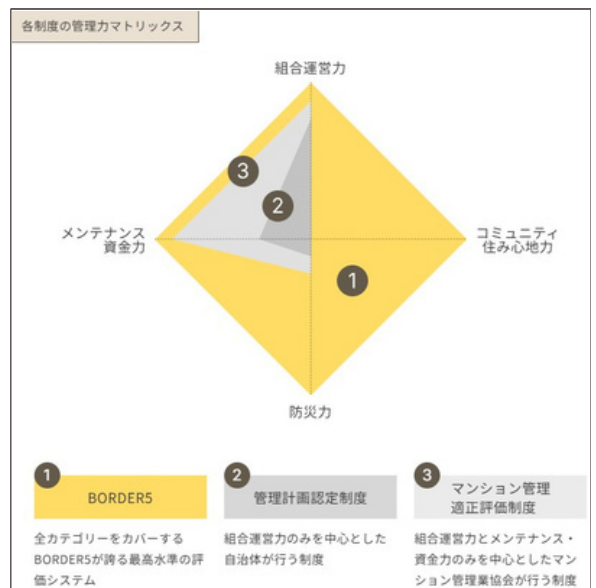 各制度の管理力マトリックス
組合運営力
3
2
メンテナンス
資金力
コミュニティ
住み心地力
1
防災力
1
BORDER5
全カテゴリーをカバーする
BORDER5が誇る最高水準の評
価システム
2
管理計画認定制度
組合運営力のみを中心とした
自治体が行う制度
3
マンション管理
適正評価制度
組合運営力とメンテナンス・
資金力のみを中心としたマン
ション管理業協会が行う制度